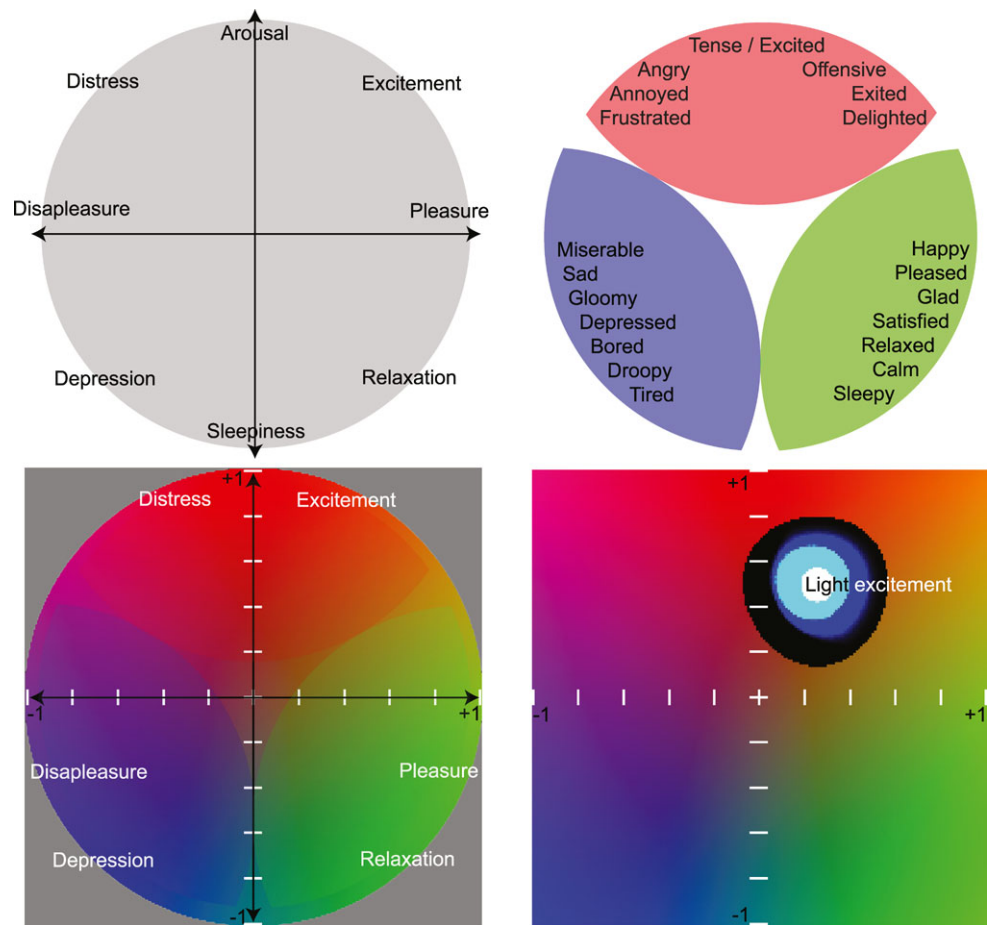 Arousal
Distress
Excitement
Disapleasure
Pleasure
Depression
Relaxation
Sleepiness
Tense / Excited
Angry
Offensive
Annoyed
Exited
Frustrated
Delighted
Miserable
Sad
Gloomy
Depressed
Bored
Droopy
Tired
Happy
Pleased
Glad
Satisfied
Relaxed
Calm
Sleepy
+1
Distress
Excitement
-1
+1
Disapleasure
Pleasure
Depression
Relaxation
-1
+1
Light excitement
-1
+1
-1